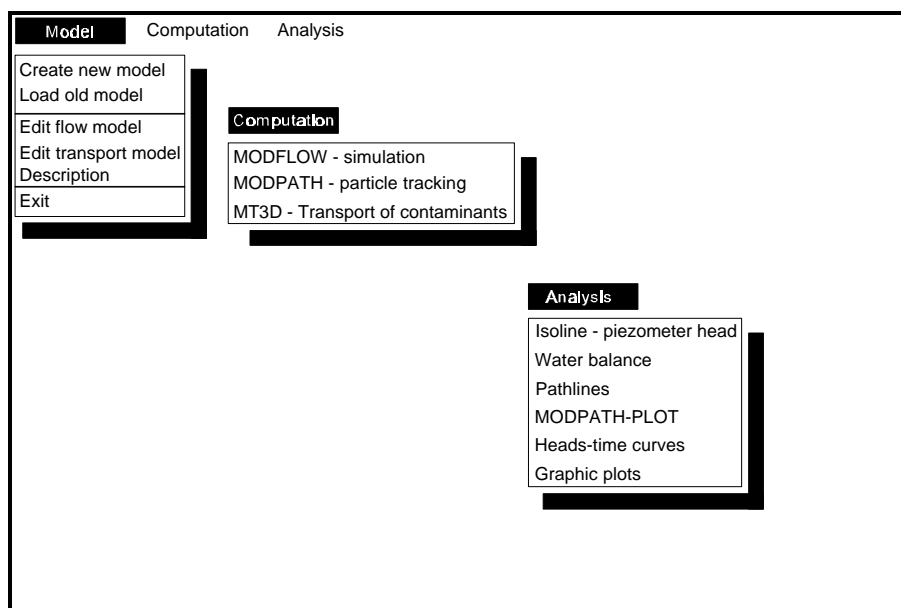 Model Computation Analysis
Create new model
Load old model
Edit flow model
Edit transport model
Description
Exit
Computation
MODFLOW - simulation
MODPATH - particle tracking
MT3D - Transport of contaminants
Analysis
Isoline - piezometer head
Water balance
Pathlines
MODPATH-PLOT
Heads-time curves
Graphic plots